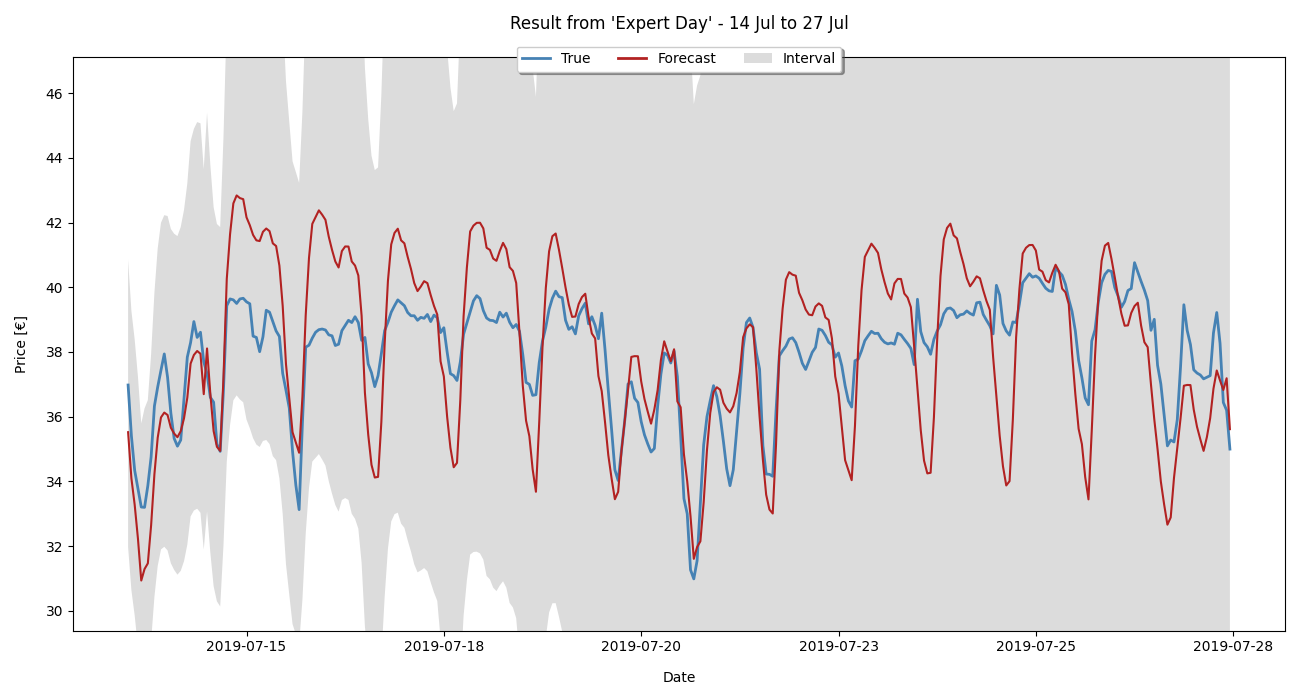 Result from 'Expert Day' - 14 Jul to 27 Jul
True Forecast Interval
Price [€]
46
44
42
40
38
36
34
32
30
2019-07-15 2019-07-18 2019-07-20 2019-07-23 2019-07-25 2019-07-28
Date